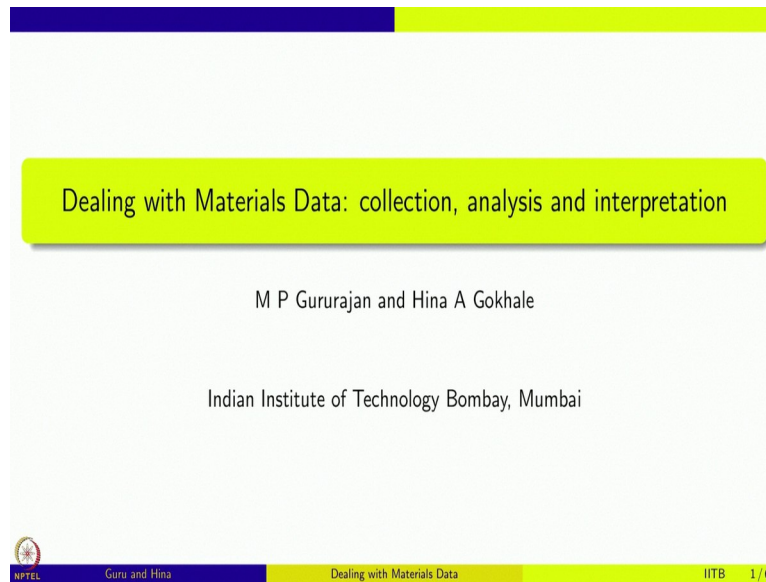 Dealing with Materials Data: collection, analysis and interpretation
M P Gururajan and Hina A Gokhale
Indian Institute of Technology Bombay, Mumbai
NPTEL
Guru and Hina
Dealing with Materials Data
IITB
1/